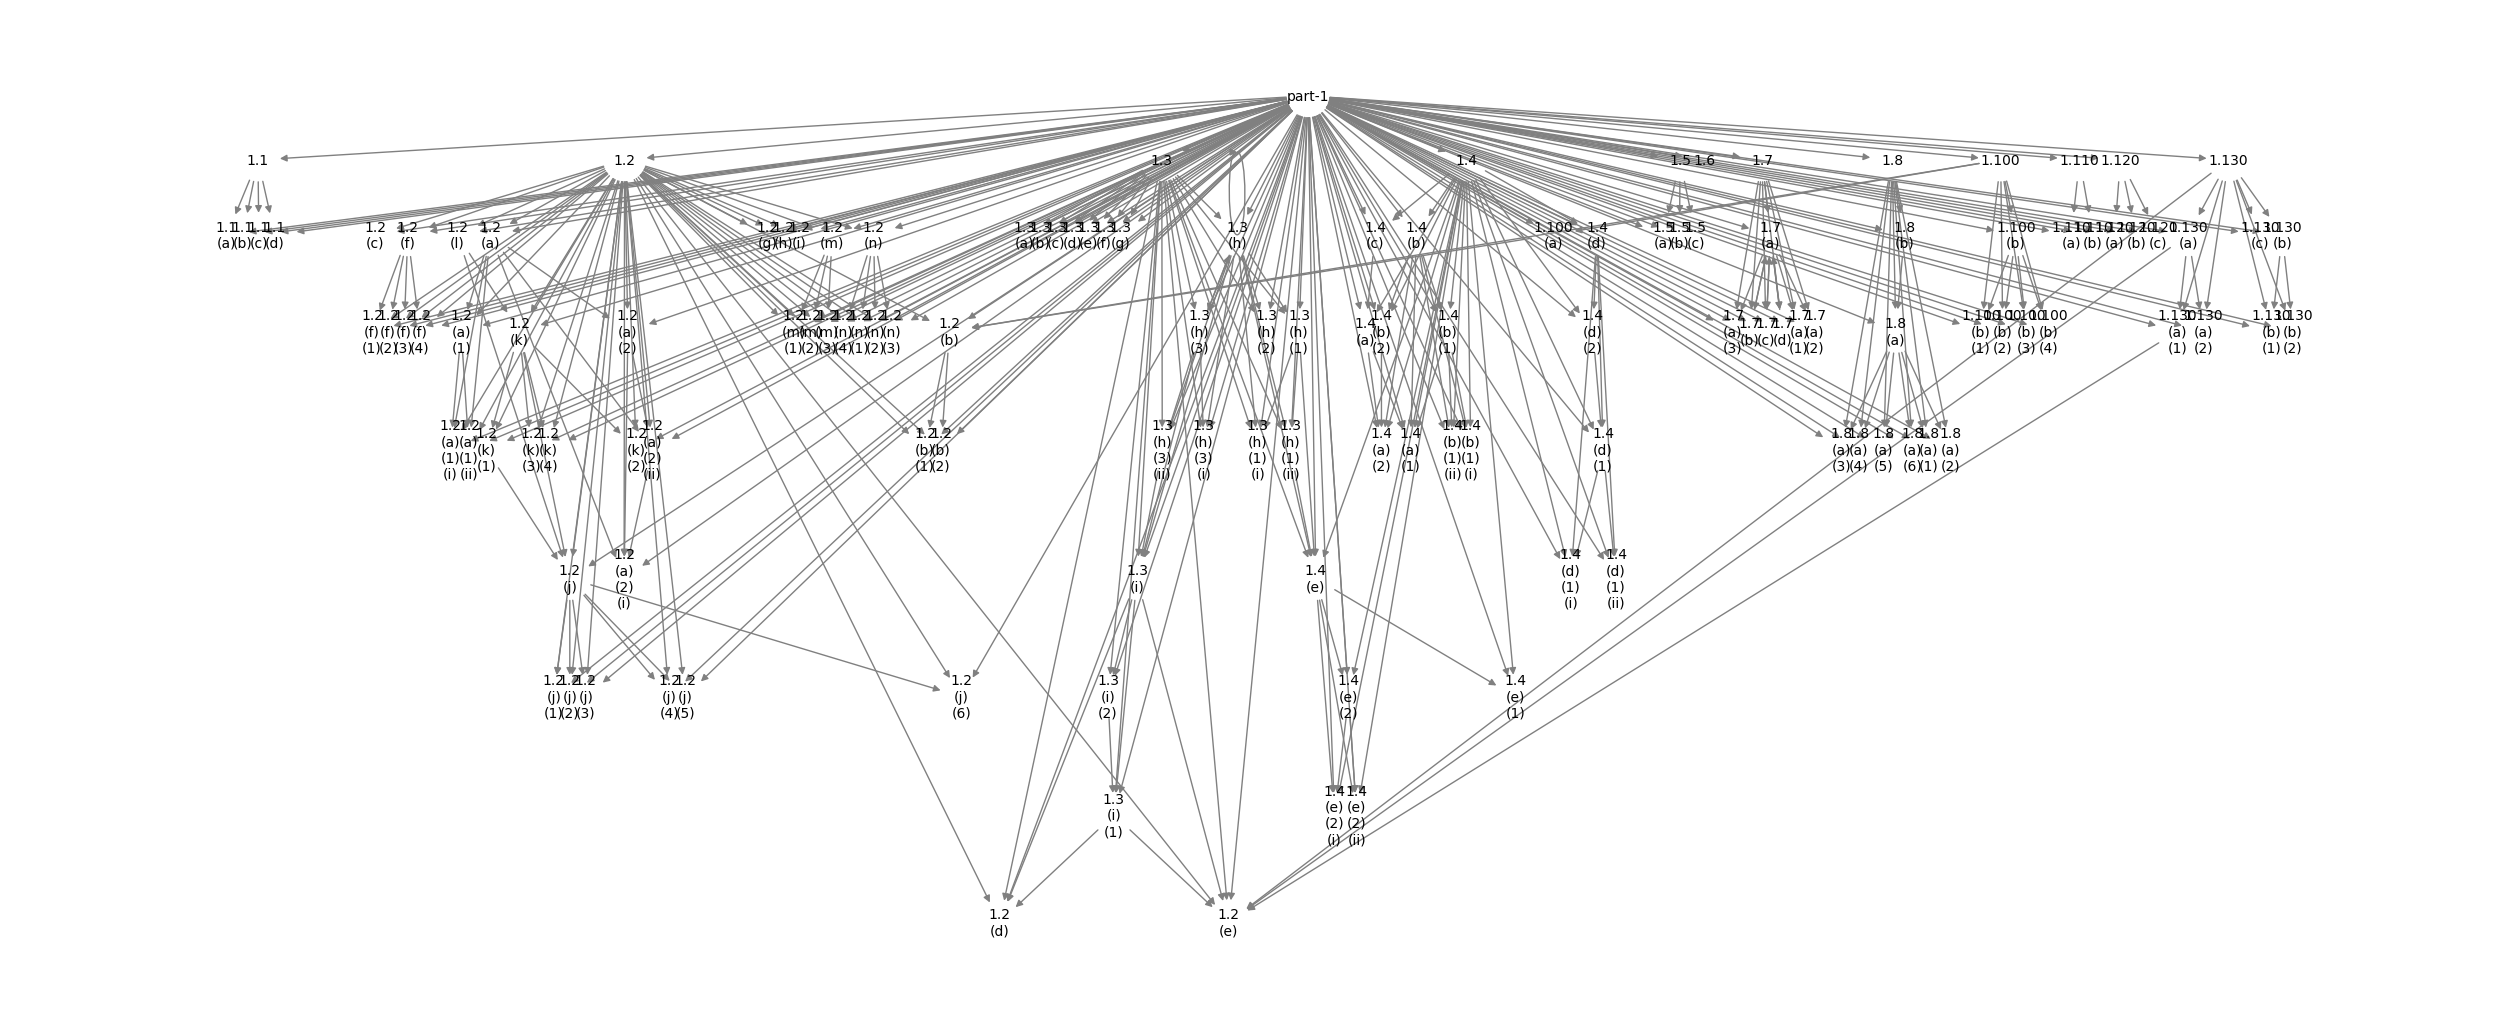 part-1
1.1 1.2 1.3 1.4 1.5 1.6 1.7 1.8 1.100 1.110 1.120 1.130
1.1 1.1 1.1 1.1 1.2 1.2 1.2 1.2 1.2 1.2 1.2 1.2 1.2 1.3 1.3 1.3 1.3 1.3 1.3 1.3 1.3 1.4 1.4 1.100 1.4 1.5 1.5 1.5 1.7 1.8 1.100 1.110 1.110 1.120 1.120 1.120 1.130 1.130 1.130
(a) (b) (c) (d) (c) (f) (l) (a) (g) (h) (i) (m) (n) (a) (b) (c) (d) (e) (f) (g) (h) (c) (b) (a) (d) (a) (b) (c) (a) (b) (b) (a) (b) (a) (b) (c) (a) (c) (b)
1.2 1.2 1.2 1.2 1.2 1.2 1.2 1.2 1.2 1.2 1.2 1.2 1.2 1.3 1.3 1.3 1.4 1.4 1.4 1.7 1.7 1.7 1.100 1.100 1.100 1.100 1.130 1.130 1.130 1.130
1.2 1.2 1.4 1.7 1.7 1.7 1.8
(f) (f) (f) (f) (a) (a) (m) (m) (m) (m) (n) (n) (n) (h) (h) (h) (b) (b) (d) (a) (a) (a) (b) (b) (b) (b) (a) (a) (b) (b)
(k) (b) (a) (b) (c) (d) (a)
(1) (2) (3) (4) (1) (2) (1) (2) (3) (4) (1) (2) (3) (3) (2) (1) (2) (1) (2) (3) (1) (2) (1) (2) (3) (4) (1) (2) (1) (2)
1.2 1.2 1.2 1.3 1.3 1.3 1.3 1.4 1.4
1.2 1.2 1.2 1.2 1.2 1.2 1.4 1.4 1.4 1.8 1.8 1.8 1.8 1.8 1.8
(a) (a) (a) (h) (h) (h) (h) (b) (b)
(k) (k) (k) (k) (b) (b) (a) (a) (d) (a) (a) (a) (a) (a) (a)
(1) (1) (2) (3) (3) (1) (1) (1) (1)
(1) (3) (4) (2) (1) (2) (2) (1) (1) (3) (4) (5) (6) (1) (2)
(i) (ii) (ii) (ii) (i) (i) (ii) (ii) (i)
1.2 1.4 1.4
1.2 (a) 1.3 1.4 (d) (d)
(j) (2) (i) (e) (1) (1)
(i) (i) (ii)
1.2 1.2 1.2 1.2 1.2 1.2 1.3 1.4 1.4
(j) (j) (j) (j) (j) (j) (i) (e) (e)
(1) (2) (3) (4) (5) (6) (2) (2) (1)
1.4 1.4
1.3 (e) (e)
(i) (2) (2)
(1) (i) (ii)
1.2 1.2
(d) (e)